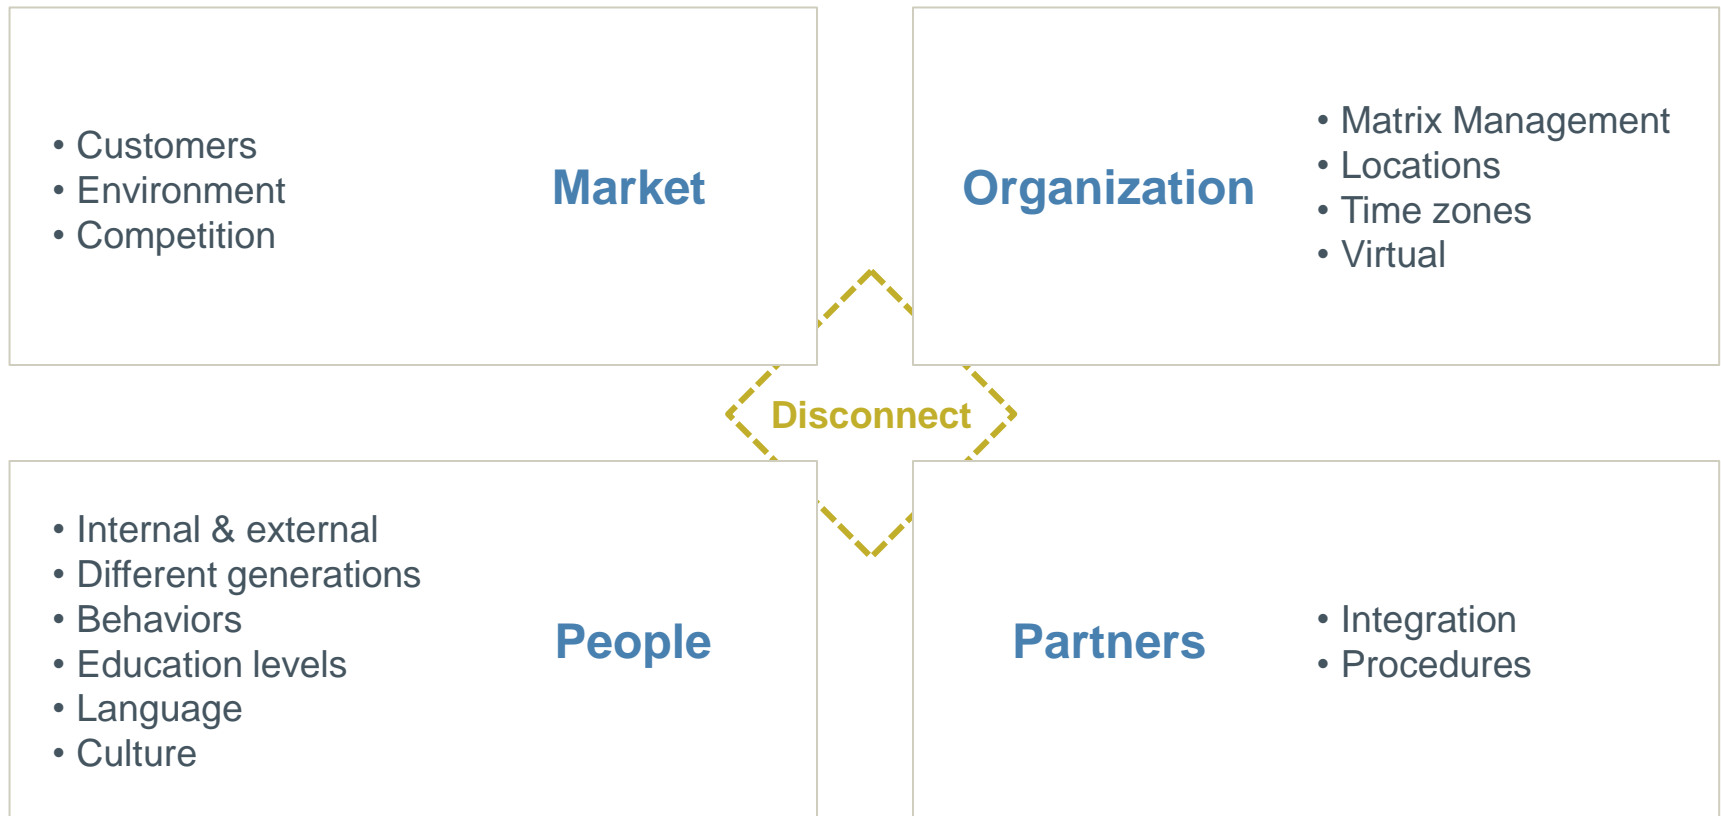 • Customers
• Environment
• Competition
Market
Organization
• Matrix Management
• Locations
• Time zones
• Virtual
Disconnect
• Internal & external
• Different generations
• Behaviors
• Education levels
• Language
• Culture
People
Partners
• Integration
• Procedures